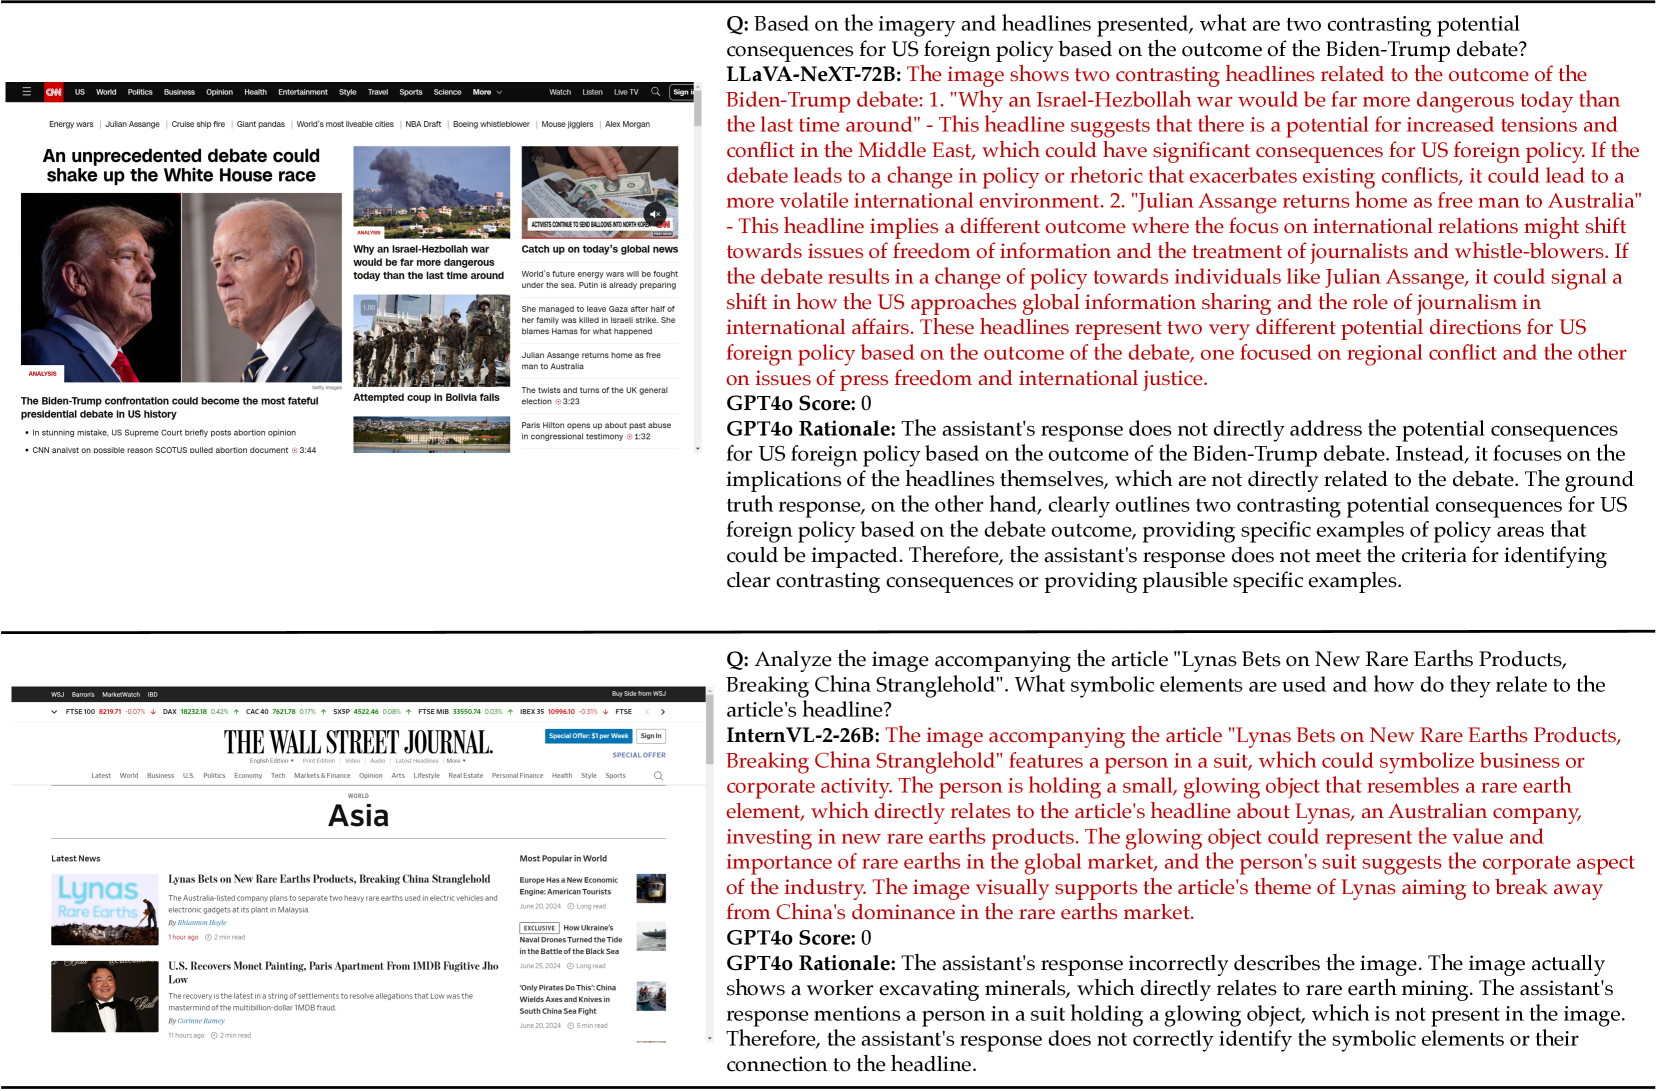 CNN US World Politics Business Opinion Health Entertainment Style Travel Sports Science More Watch Listen Live TV Sign i
Energy wars | Julian Assange | Cruise ship fire | Giant pandas | World's most liveable cities | NBA Draft | Boeing whistleblower | Mouse jigglers | Alex Morgan
An unprecedented debate could
shake up the White House race
ANALYSIS
Getty Images
The Biden-Trump confrontation could become the most fateful
presidential debate in US history
• In stunning mistake, US Supreme Court briefly posts abortion opinion
• CNN analyst on possible reason SCOTUS pulled abortion document 3:44
ANALYSIS
Why an Israel-Hezbollah war
would be far more dangerous
today than the last time around
1:00
Attempted coup in Bolivia fails
1:00
ACTIVISTS CONTINUE TO SEND BALLOONS INTO NORTH KOREA
CNN
Catch up on today's global news
World's future energy wars will be fought
under the sea. Putin is already preparing
She managed to leave Gaza after half of
her family was killed in Israeli strike. She
blames Hamas for what happened
Julian Assange returns home as free
man to Australia
The twists and turns of the UK general
election 3:23
Paris Hilton opens up about past abuse
in congressional testimony 1:32
Q: Based on the imagery and headlines presented, what are two contrasting potential
consequences for US foreign policy based on the outcome of the Biden-Trump debate?
LLaVA-NeXT-72B: The image shows two contrasting headlines related to the outcome of the
Biden-Trump debate: 1. "Why an Israel-Hezbollah war would be far more dangerous today than
the last time around" - This headline suggests that there is a potential for increased tensions and
conflict in the Middle East, which could have significant consequences for US foreign policy. If the
debate leads to a change in policy or rhetoric that exacerbates existing conflicts, it could lead to a
more volatile international environment. 2. "Julian Assange returns home as free man to Australia"
- This headline implies a different outcome where the focus on international relations might shift
towards issues of freedom of information and the treatment of journalists and whistle-blowers. If
the debate results in a change of policy towards individuals like Julian Assange, it could signal a
shift in how the US approaches global information sharing and the role of journalism in
international affairs. These headlines represent two very different potential directions for US
foreign policy based on the outcome of the debate, one focused on regional conflict and the other
on issues of press freedom and international justice.
GPT4o Score: 0
GPT4o Rationale: The assistant's response does not directly address the potential consequences
for US foreign policy based on the outcome of the Biden-Trump debate. Instead, it focuses on the
implications of the headlines themselves, which are not directly related to the debate. The ground
truth response, on the other hand, clearly outlines two contrasting potential consequences for US
foreign policy based on the debate outcome, providing specific examples of policy areas that
could be impacted. Therefore, the assistant's response does not meet the criteria for identifying
clear contrasting consequences or providing plausible specific examples.
WSJ Barron's MarketWatch IBD Buy Side from WSJ
FTSE 100 8219.71 -0.07% DAX 18232.18 0.42% CAC 40 7621.78 0.17% SX5P 4522.46 0.08% FTSE MIB 33550.74 0.03% IBEX 35 10996.10 -0.31% FTSE
THE WALL STREET JOURNAL.
Special Offer: $1 per Week Sign In
English Edition Print Edition | Video | Audio | Latest Headlines | More
SPECIAL OFFER
Latest World Business U.S. Politics Economy Tech Markets & Finance Opinion Arts Lifestyle Real Estate Personal Finance Health Style Sports
WORLD
Asia
Latest News
Lynas
Rare Earths
Lynas Bets on New Rare Earths Products, Breaking China Stranglehold
The Australia-listed company plans to separate two heavy rare earths used in electric vehicles and
electronic gadgets at its plant in Malaysia.
By Rhiannon Hoyle
1 hour ago 2 min read
U.S. Recovers Monet Painting, Paris Apartment From 1MDB Fugitive Jho
Low
The recovery is the latest in a string of settlements to resolve allegations that Low was the
mastermind of the multibillion-dollar 1MDB fraud.
By Corinne Ramey
11 hours ago 2 min read
Most Popular in World
Europe Has a New Economic
Engine: American Tourists
June 20, 2024 Long read
EXCLUSIVE How Ukraine's
Naval Drones Turned the Tide
in the Battle of the Black Sea
June 25, 2024 Long read
'Only Pirates Do This': China
Wields Axes and Knives in
South China Sea Fight
June 20, 2024 5 min read
Q: Analyze the image accompanying the article "Lynas Bets on New Rare Earths Products,
Breaking China Stranglehold". What symbolic elements are used and how do they relate to the
article's headline?
InternVL-2-26B: The image accompanying the article "Lynas Bets on New Rare Earths Products,
Breaking China Stranglehold" features a person in a suit, which could symbolize business or
corporate activity. The person is holding a small, glowing object that resembles a rare earth
element, which directly relates to the article's headline about Lynas, an Australian company,
investing in new rare earths products. The glowing object could represent the value and
importance of rare earths in the global market, and the person's suit suggests the corporate aspect
of the industry. The image visually supports the article's theme of Lynas aiming to break away
from China's dominance in the rare earths market.
GPT4o Score: 0
GPT4o Rationale: The assistant's response incorrectly describes the image. The image actually
shows a worker excavating minerals, which directly relates to rare earth mining. The assistant's
response mentions a person in a suit holding a glowing object, which is not present in the image.
Therefore, the assistant's response does not correctly identify the symbolic elements or their
connection to the headline.